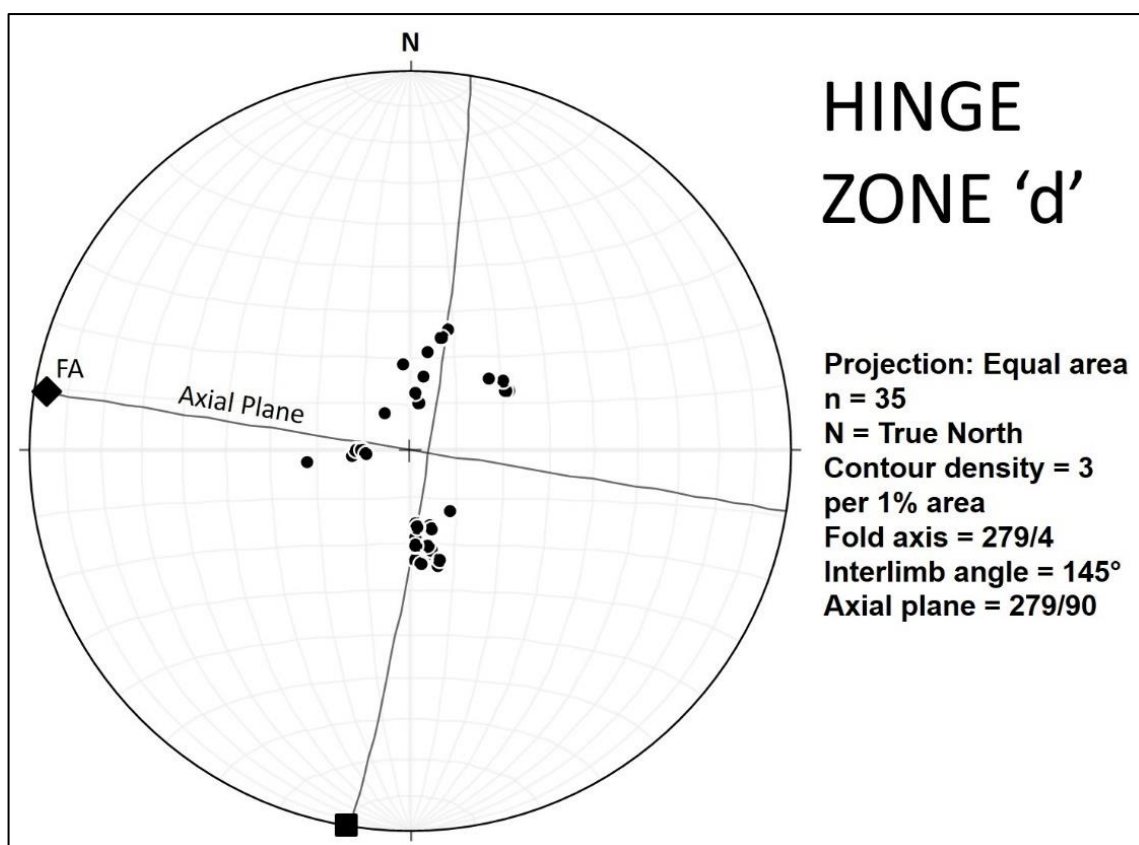 N
HINGE
ZONE ‘d’
FA
Axial Plane
Projection: Equal area
n = 35
N = True North
Contour density = 3
per 1% area
Fold axis = 279/4
Interlimb angle = 145°
Axial plane = 279/90